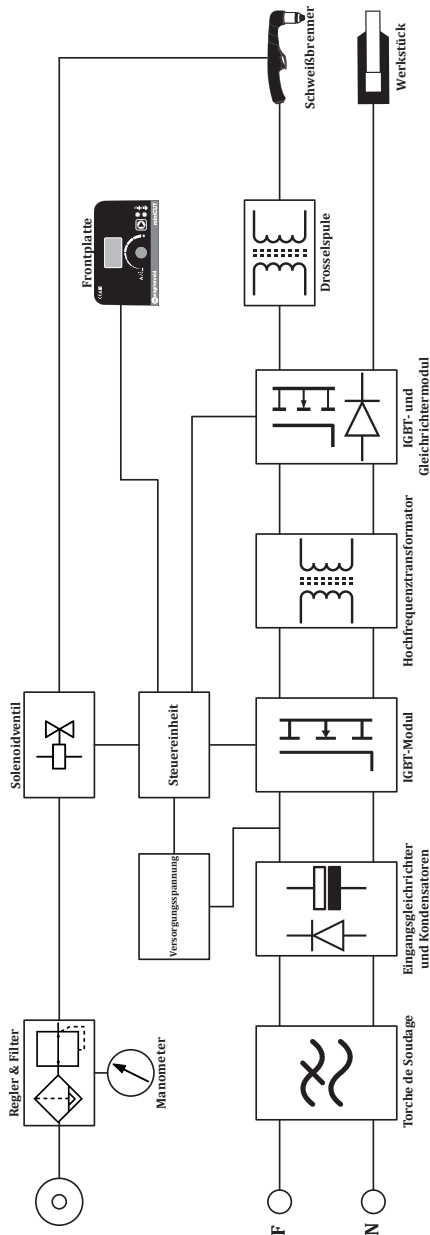 Regler & Filter
Manometer
Solenoidventil
Frontplatte
Steuereinheit
Versorgungsspannung
F
N
Torche de Soudage
Eingangsgleichrichter
und Kondensatoren
IGBT-Modul
Hochfrequenztransformator
IGBT- und
Gleichrichtermodul
Drosselspule
Schweißbrenner
Werkstück